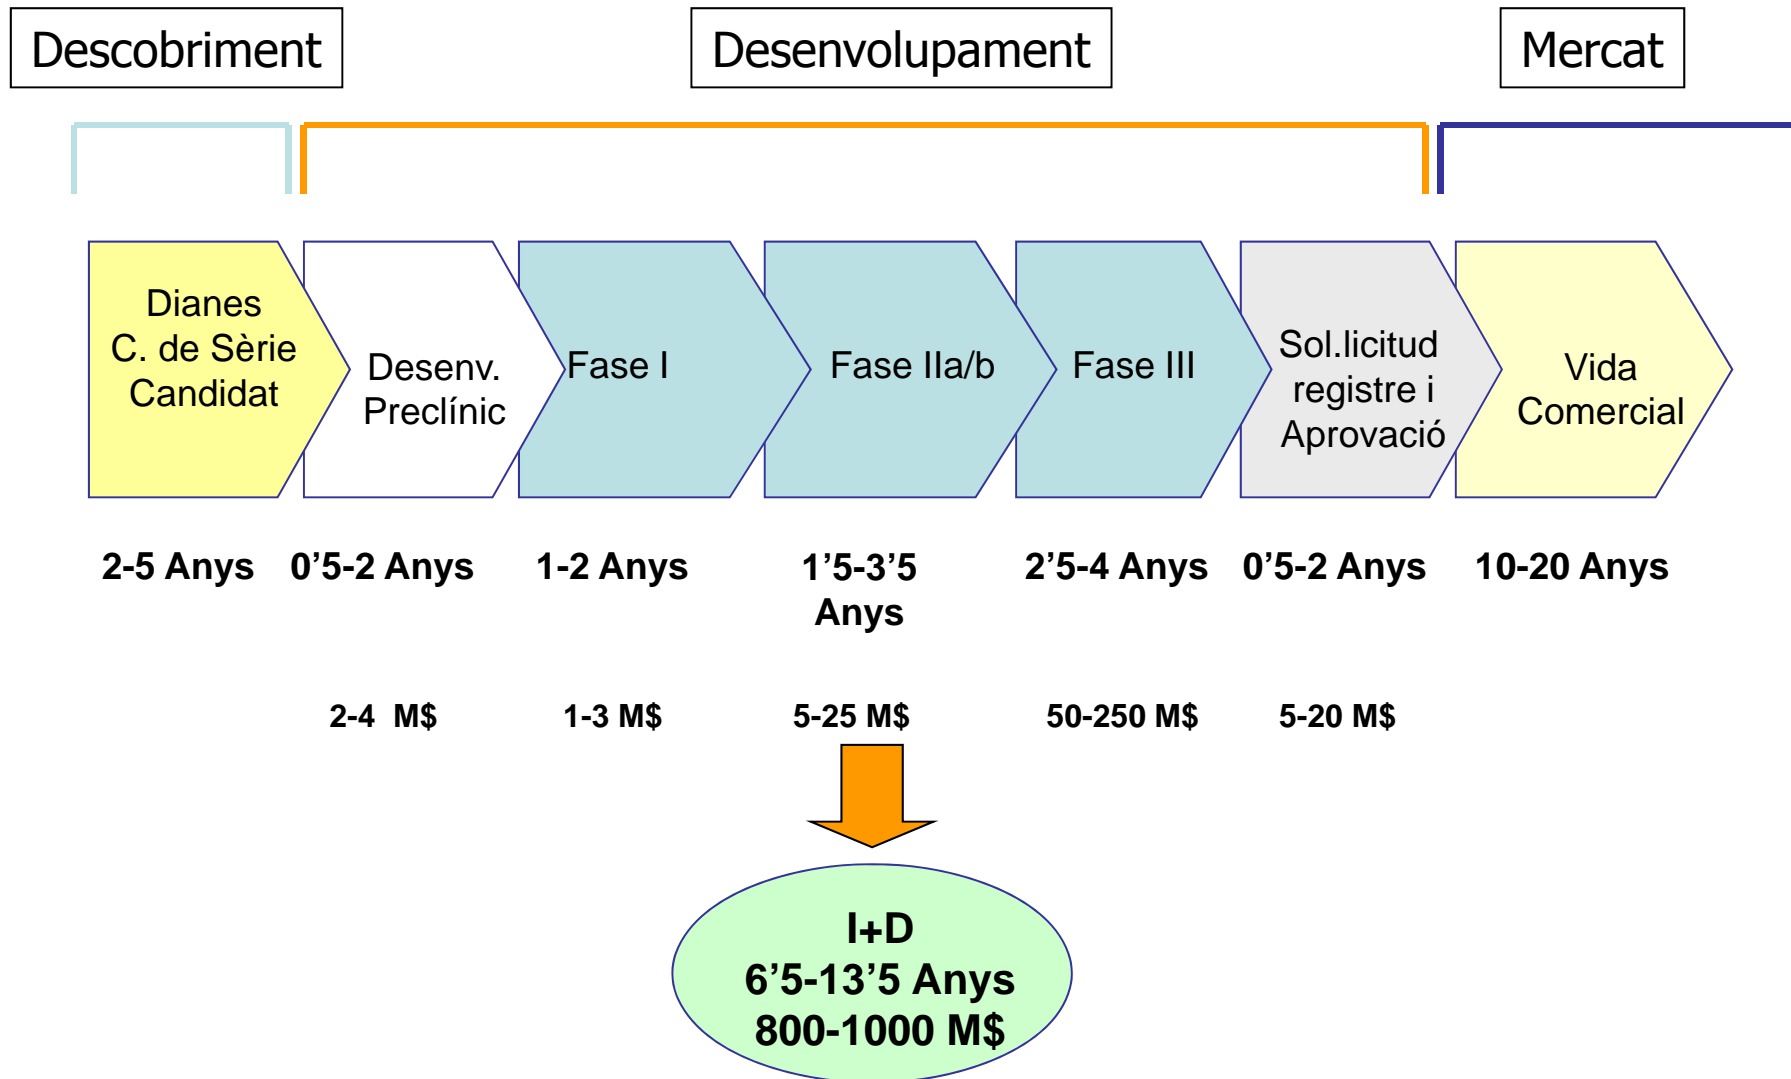 Descobriment
Desenvolupament
Mercat
Dianes
C. de Sèrie
Candidat
Desenv.
Preclínic
Fase I
Fase IIa/b
Fase III
Sol.licitud
registre i
Aprovació
Vida
Comercial
2-5 Anys
0’5-2 Anys
1-2 Anys
1’5-3’5
Anys
2’5-4 Anys
0’5-2 Anys
10-20 Anys
2-4 M$
1-3 M$
5-25 M$
50-250 M$
5-20 M$
I+D
6’5-13’5 Anys
800-1000 M$